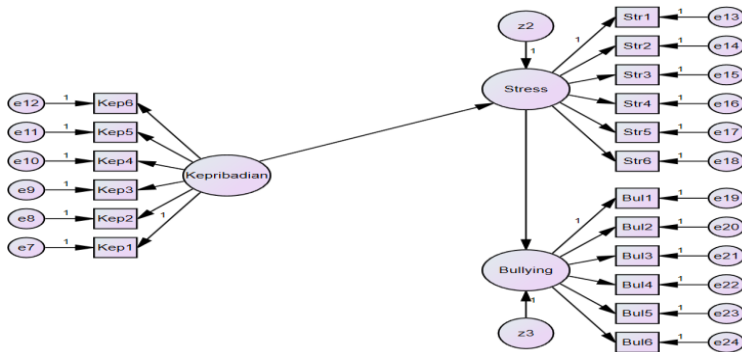 z2
1
Stress
Str1
1
e13
1
Str2
1
e14
Str3
1
e15
Str4
1
e16
Str5
1
e17
Str6
1
e18
e12
1
Kep6
e11
1
Kep5
e10
1
Kep4
e9
1
Kep3
e8
1
Kep2
e7
1
Kep1
1
Kepribadian
Bullying
1
z3
1
Bul1
1
e19
Bul2
1
e20
Bul3
1
e21
Bul4
1
e22
Bul5
1
e23
Bul6
1
e24